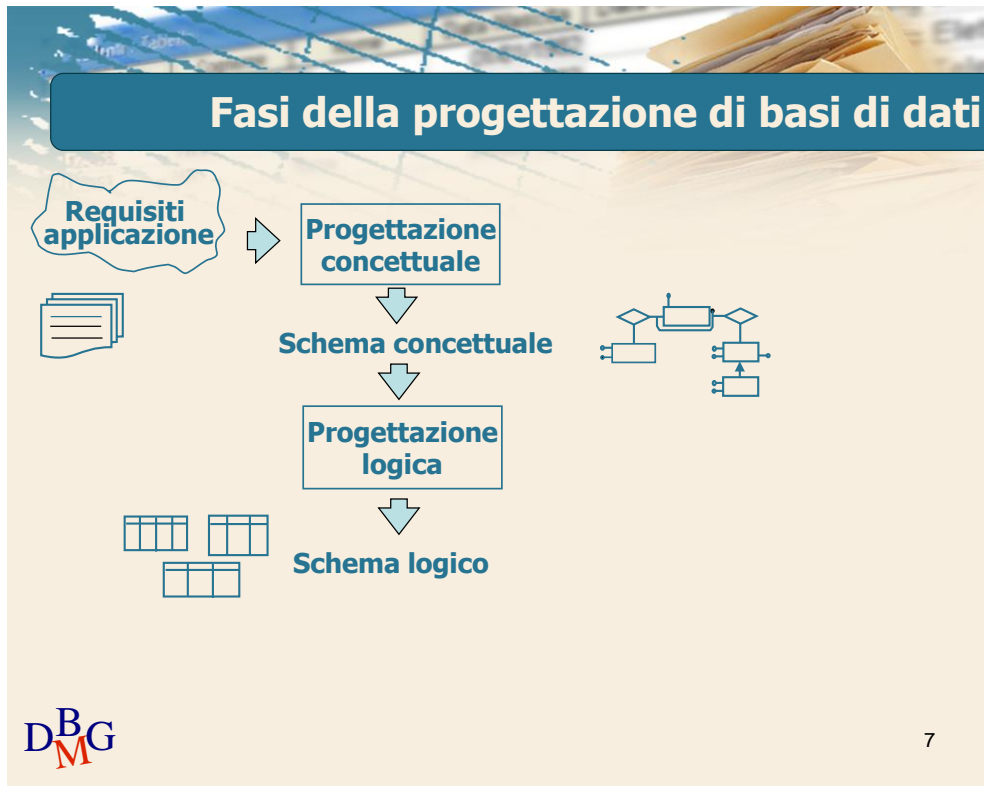 Fasi della progettazione di basi di dati
Requisiti
applicazione
Progettazione
concettuale
Schema concettuale
Progettazione
logica
Schema logico
DBMG
7